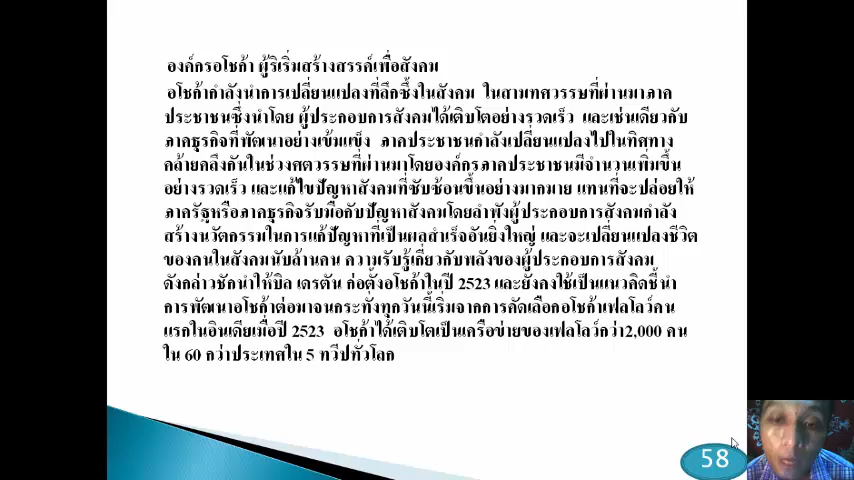 องค์กรอโชก้า ผู้ริเริ่มสร้างสรรค์เพื่อสังคม
อโชก้ากำลังนำการเปลี่ยนแปลงที่ลึกซึ้งในสังคม ในสามทศวรรษที่ผ่านมาภาค
ประชาชนซึ่งนำโดย ผู้ประกอบการสังคมได้เติบโตอย่างรวดเร็ว และเช่นเดียวกับ
ภาคธุรกิจที่พัฒนาอย่างเข้มแข็ง ภาคประชาชนกำลังเปลี่ยนแปลงไปในทิศทาง
คล้ายคลึงกันในช่วงศตวรรษที่ผ่านมาโดยองค์กรภาคประชาชนมีจำนวนเพิ่มขึ้น
อย่างรวดเร็ว และแก้ไขปัญหาสังคมที่ซับซ้อนขึ้นอย่างมากมาย แทนที่จะปล่อยให้
ภาครัฐหรือภาคธุรกิจรับมือกับปัญหาสังคมโดยลำพังผู้ประกอบการสังคมกำลัง
สร้างนวัตกรรมในการแก้ปัญหาที่เป็นผลสำเร็จอันยิ่งใหญ่ และจะเปลี่ยนแปลงชีวิต
ของคนในสังคมนับล้านคน ความรับรู้เกี่ยวกับพลังของผู้ประกอบการสังคม
ดังกล่าวชักนำให้บิล เดรตัน ก่อตั้งอโชก้าในปี 2523 และยังคงใช้เป็นแนวคิดชี้นำ
การพัฒนาอโชก้าต่อมาจนกระทั่งทุกวันนี้เริ่มจากการคัดเลือกอโชก้าเฟลโลว์คน
แรกในอินเดียเมื่อปี 2523 อโชก้าได้เติบโตเป็นเครือข่ายของเฟลโลว์กว่า2,000 คน
ใน 60 กว่าประเทศใน 5 ทวีปทั่วโลก
58